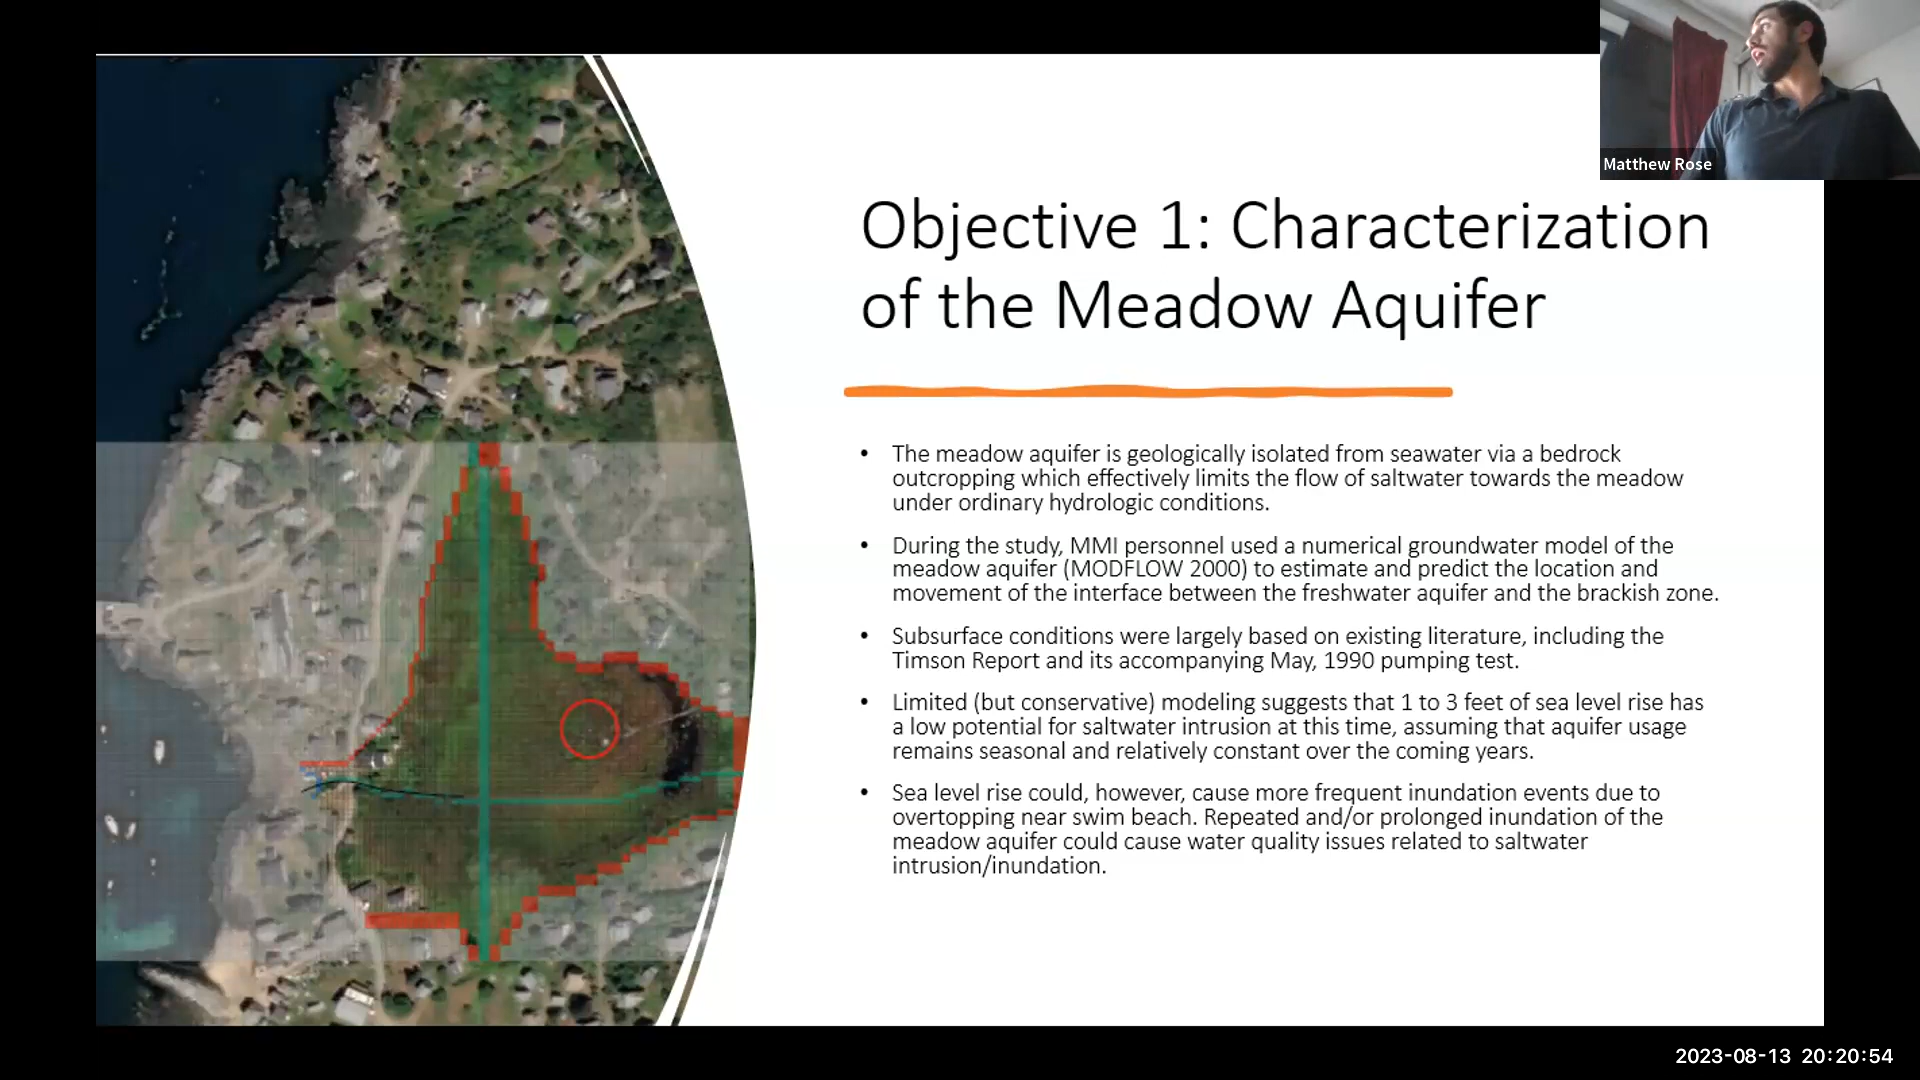 Matthew Rose
Objective 1: Characterization
of the Meadow Aquifer
• The meadow aquifer is geologically isolated from seawater via a bedrock
outcropping which effectively limits the flow of saltwater towards the meadow
under ordinary hydrologic conditions.
• During the study, MMI personnel used a numerical groundwater model of the
meadow aquifer (MODFLOW 2000) to estimate and predict the location and
movement of the interface between the freshwater aquifer and the brackish zone.
• Subsurface conditions were largely based on existing literature, including the
Timson Report and its accompanying May, 1990 pumping test.
• Limited (but conservative) modeling suggests that 1 to 3 feet of sea level rise has
a low potential for saltwater intrusion at this time, assuming that aquifer usage
remains seasonal and relatively constant over the coming years.
• Sea level rise could, however, cause more frequent inundation events due to
overtopping near swim beach. Repeated and/or prolonged inundation of the
meadow aquifer could cause water quality issues related to saltwater
intrusion/inundation.
2023-08-13 20:20:54